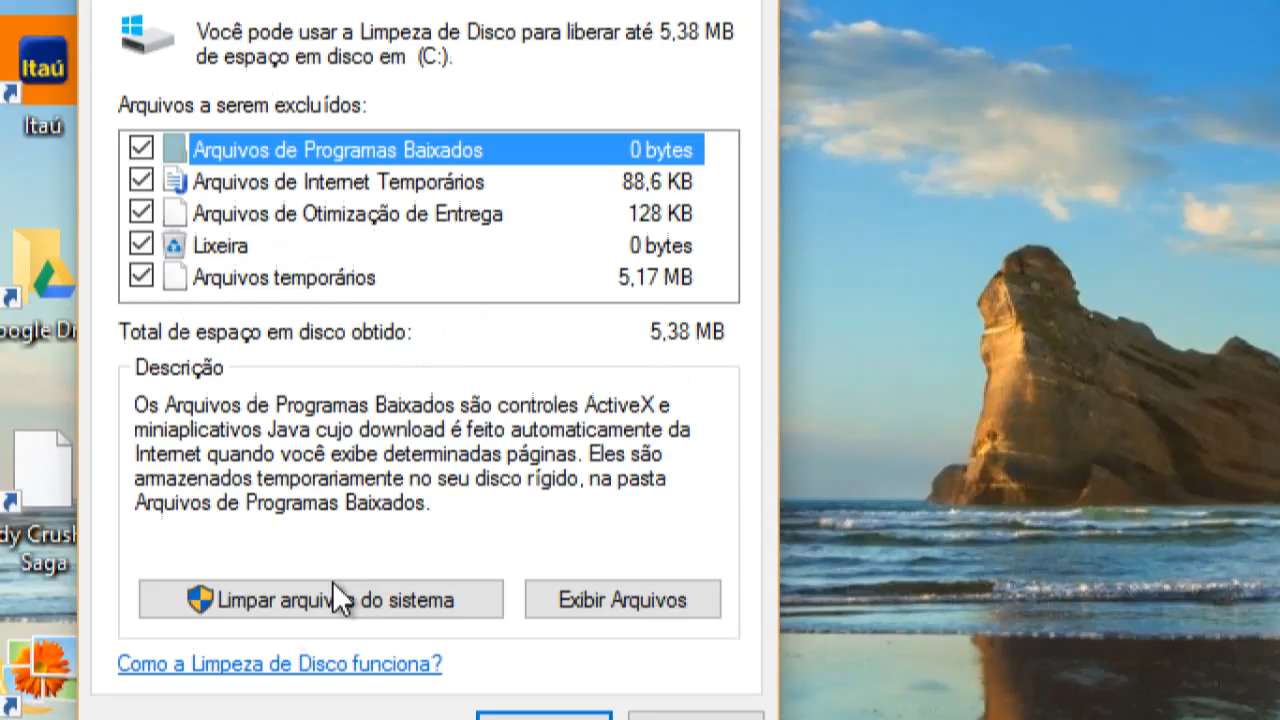 Você pode usar a Limpeza de Disco para liberar até 5,38 MB
de espaço em disco em (C:).
Itaú
Itaú
Arquivos a serem excluídos:
Arquivos de Programas Baixados 0 bytes
Arquivos de Internet Temporários 88,6 KB
Arquivos de Otimização de Entrega 128 KB
Lixeira 0 bytes
Arquivos temporários 5,17 MB
oogle Dr
Total de espaço em disco obtido: 5,38 MB
Descrição
Os Arquivos de Programas Baixados são controles ActiveX e
miniaplicativos Java cujo download é feito automaticamente da
Internet quando você exibe determinadas páginas. Eles são
armazenados temporariamente no seu disco rígido, na pasta
Arquivos de Programas Baixados.
dy Crush
Saga
Limpar arquivos do sistema
Exibir Arquivos
Como a Limpeza de Disco funciona?